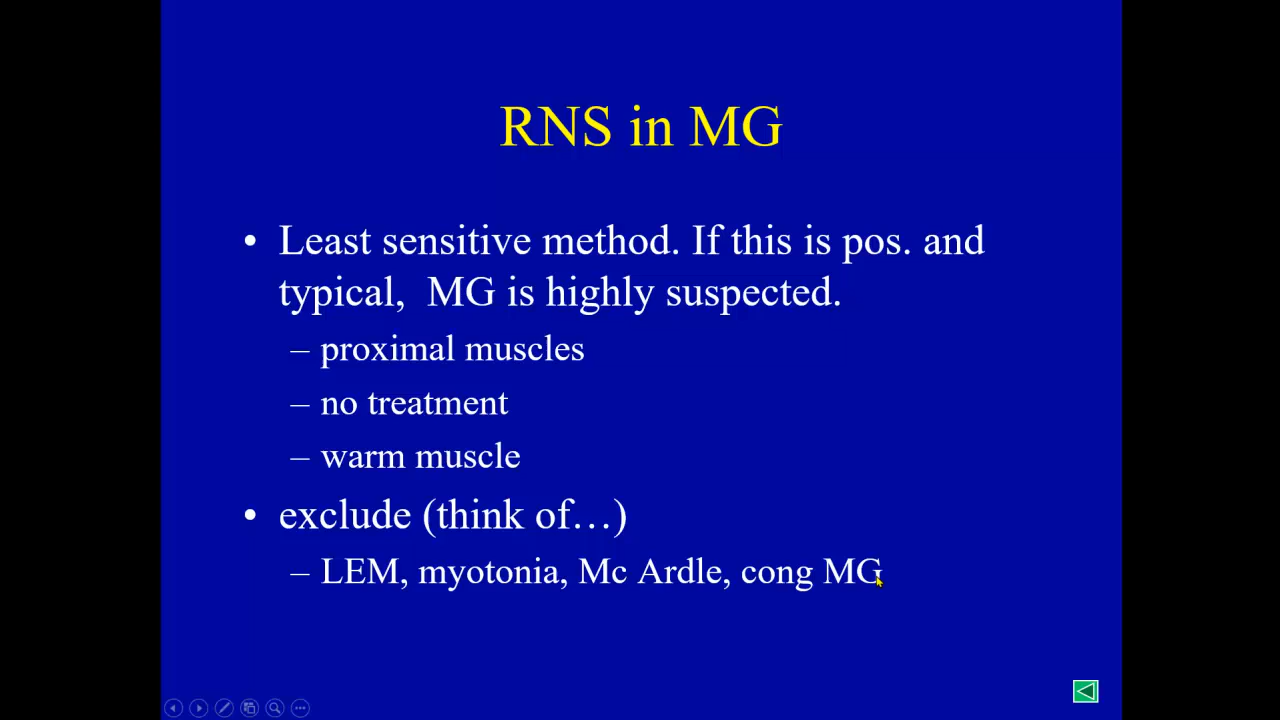 RNS in MG
• Least sensitive method. If this is pos. and
typical, MG is highly suspected.
– proximal muscles
– no treatment
– warm muscle
• exclude (think of…)
– LEM, myotonia, Mc Ardle, cong MG